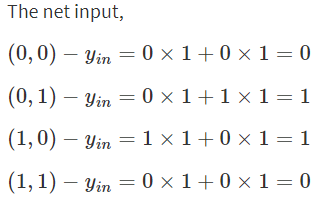 The net input,
(0, 0) − y_in = 0 × 1 + 0 × 1 = 0
(0, 1) − y_in = 0 × 1 + 1 × 1 = 1
(1, 0) − y_in = 1 × 1 + 0 × 1 = 1
(1, 1) − y_in = 0 × 1 + 0 × 1 = 0